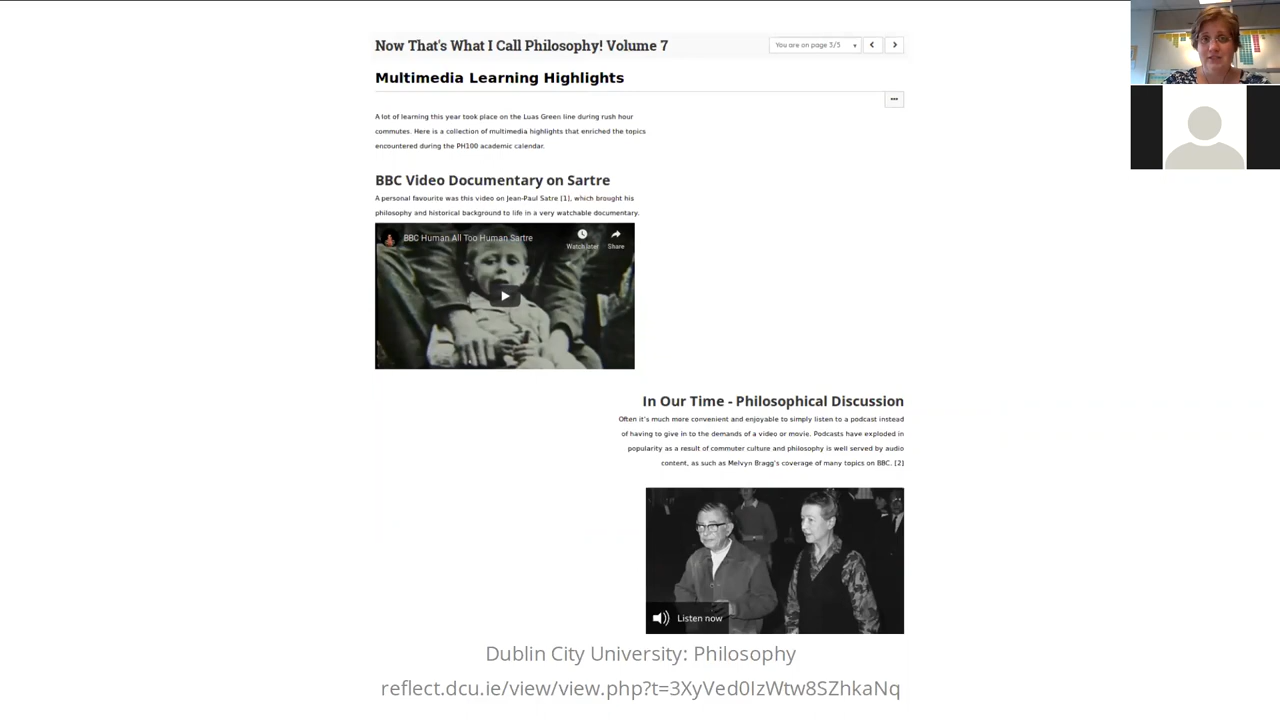 Now That's What I Call Philosophy! Volume 7
You are on page 3/5
Multimedia Learning Highlights
A lot of learning this year took place on the Luas Green line during rush hour
commutes. Here is a collection of multimedia highlights that enriched the topics
encountered during the PH100 academic calendar.
BBC Video Documentary on Sartre
A personal favourite was this video on Jean-Paul Satre [1], which brought his
philosophy and historical background to life in a very watchable documentary.
BBC Human All Too Human Sartre
Watch later
Share
In Our Time - Philosophical Discussion
Often it's much more convenient and enjoyable to simply listen to a podcast instead
of having to give in to the demands of a video or movie. Podcasts have exploded in
popularity as a result of commuter culture and philosophy is well served by audio
content, as such as Melvyn Bragg's coverage of many topics on BBC. [2]
Listen now
Dublin City University: Philosophy
reflect.dcu.ie/view/view.php?t=3XyVed0IzWtw8SZhkaNq